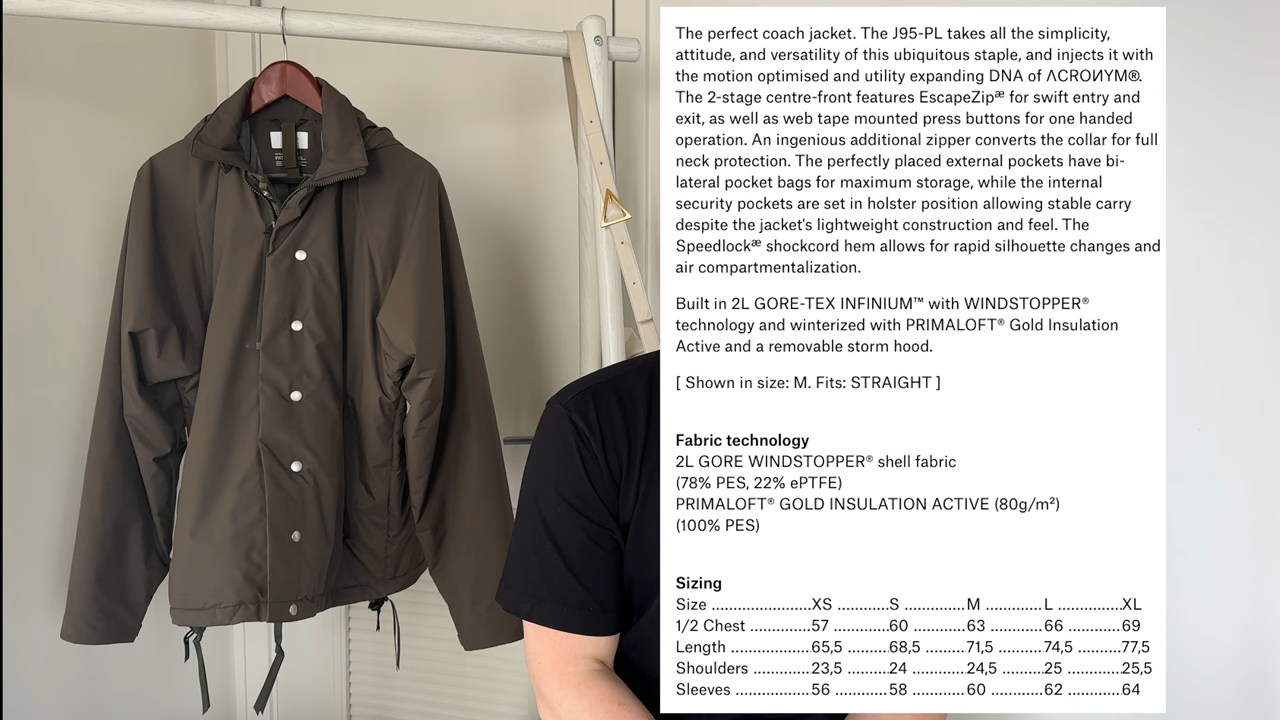 The perfect coach jacket. The J95-PL takes all the simplicity,
attitude, and versatility of this ubiquitous staple, and injects it with
the motion optimised and utility expanding DNA of ΛCROИYM®.
The 2-stage centre-front features EscapeZipᵆ for swift entry and
exit, as well as web tape mounted press buttons for one handed
operation. An ingenious additional zipper converts the collar for full
neck protection. The perfectly placed external pockets have bi-
lateral pocket bags for maximum storage, while the internal
security pockets are set in holster position allowing stable carry
despite the jacket's lightweight construction and feel. The
Speedlockᵆ shockcord hem allows for rapid silhouette changes and
air compartmentalization.
Built in 2L GORE-TEX INFINIUM™ with WINDSTOPPER®
technology and winterized with PRIMALOFT® Gold Insulation
Active and a removable storm hood.
[ Shown in size: M. Fits: STRAIGHT ]
Fabric technology
2L GORE WINDSTOPPER® shell fabric
(78% PES, 22% ePTFE)
PRIMALOFT® GOLD INSULATION ACTIVE (80g/m²)
(100% PES)
Sizing
Size .......................XS ............S .............M .............L ..............XL
1/2 Chest ..............57 ............60 ............63 ............66 ............69
Length ..................65,5 .........68,5 .........71,5 .........74,5 .........77,5
Shoulders .............23,5 .........24 ............24,5 .........25 ............25,5
Sleeves .................56 ............58 ............60 ............62 ............64